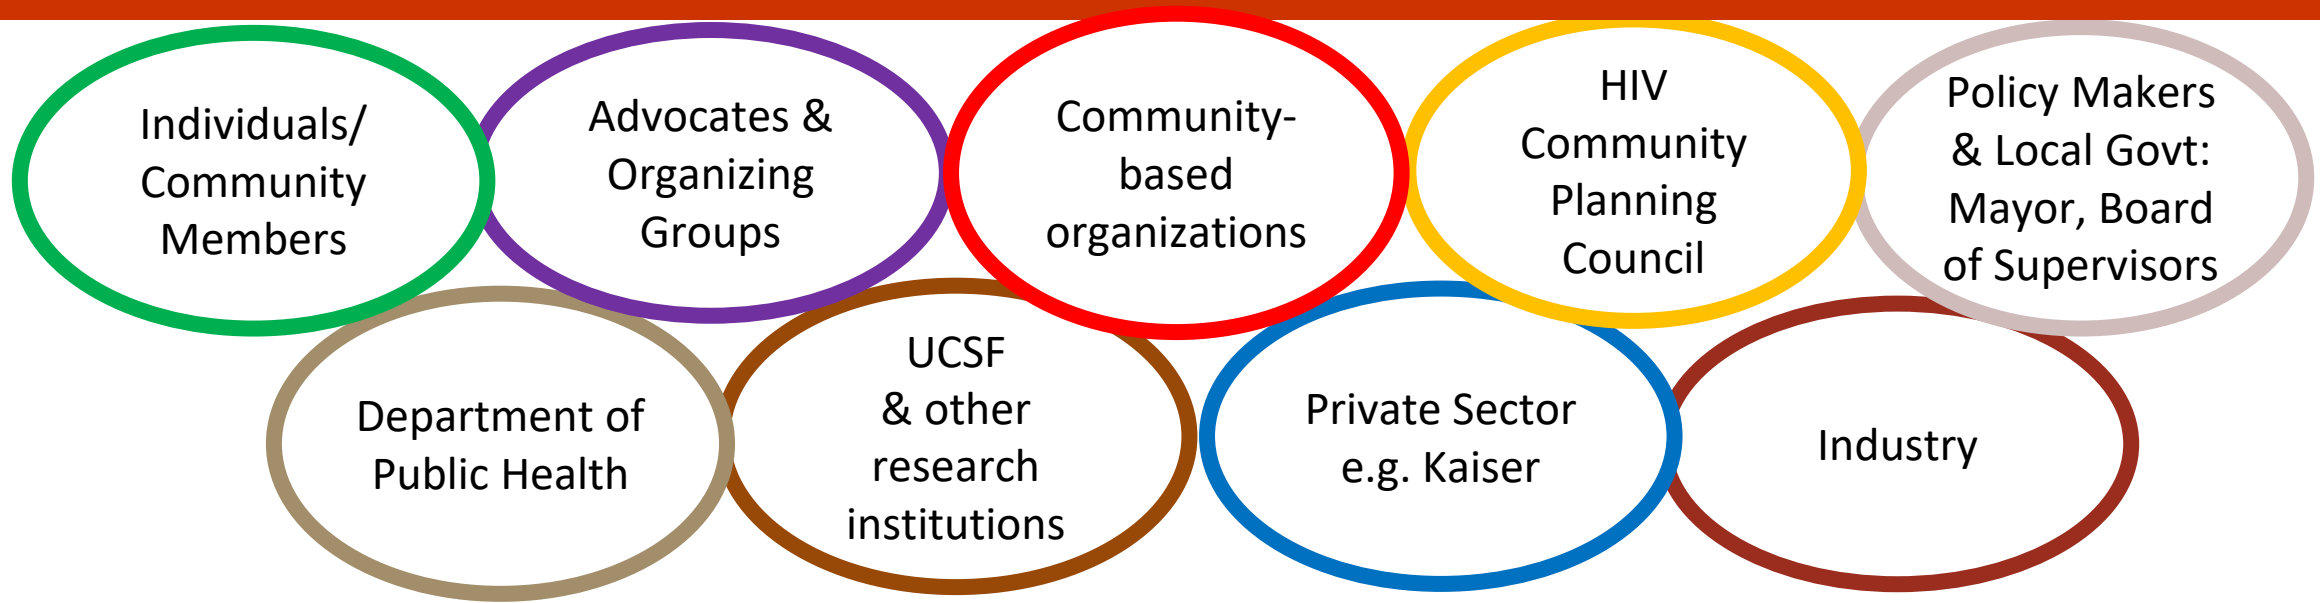 Individuals/
Community
Members
Advocates &
Organizing
Groups
Community-
based
organizations
HIV
Community
Planning
Council
Policy Makers
& Local Govt:
Mayor, Board
of Supervisors
Department of
Public Health
UCSF
& other
research
institutions
Private Sector
e.g. Kaiser
Industry